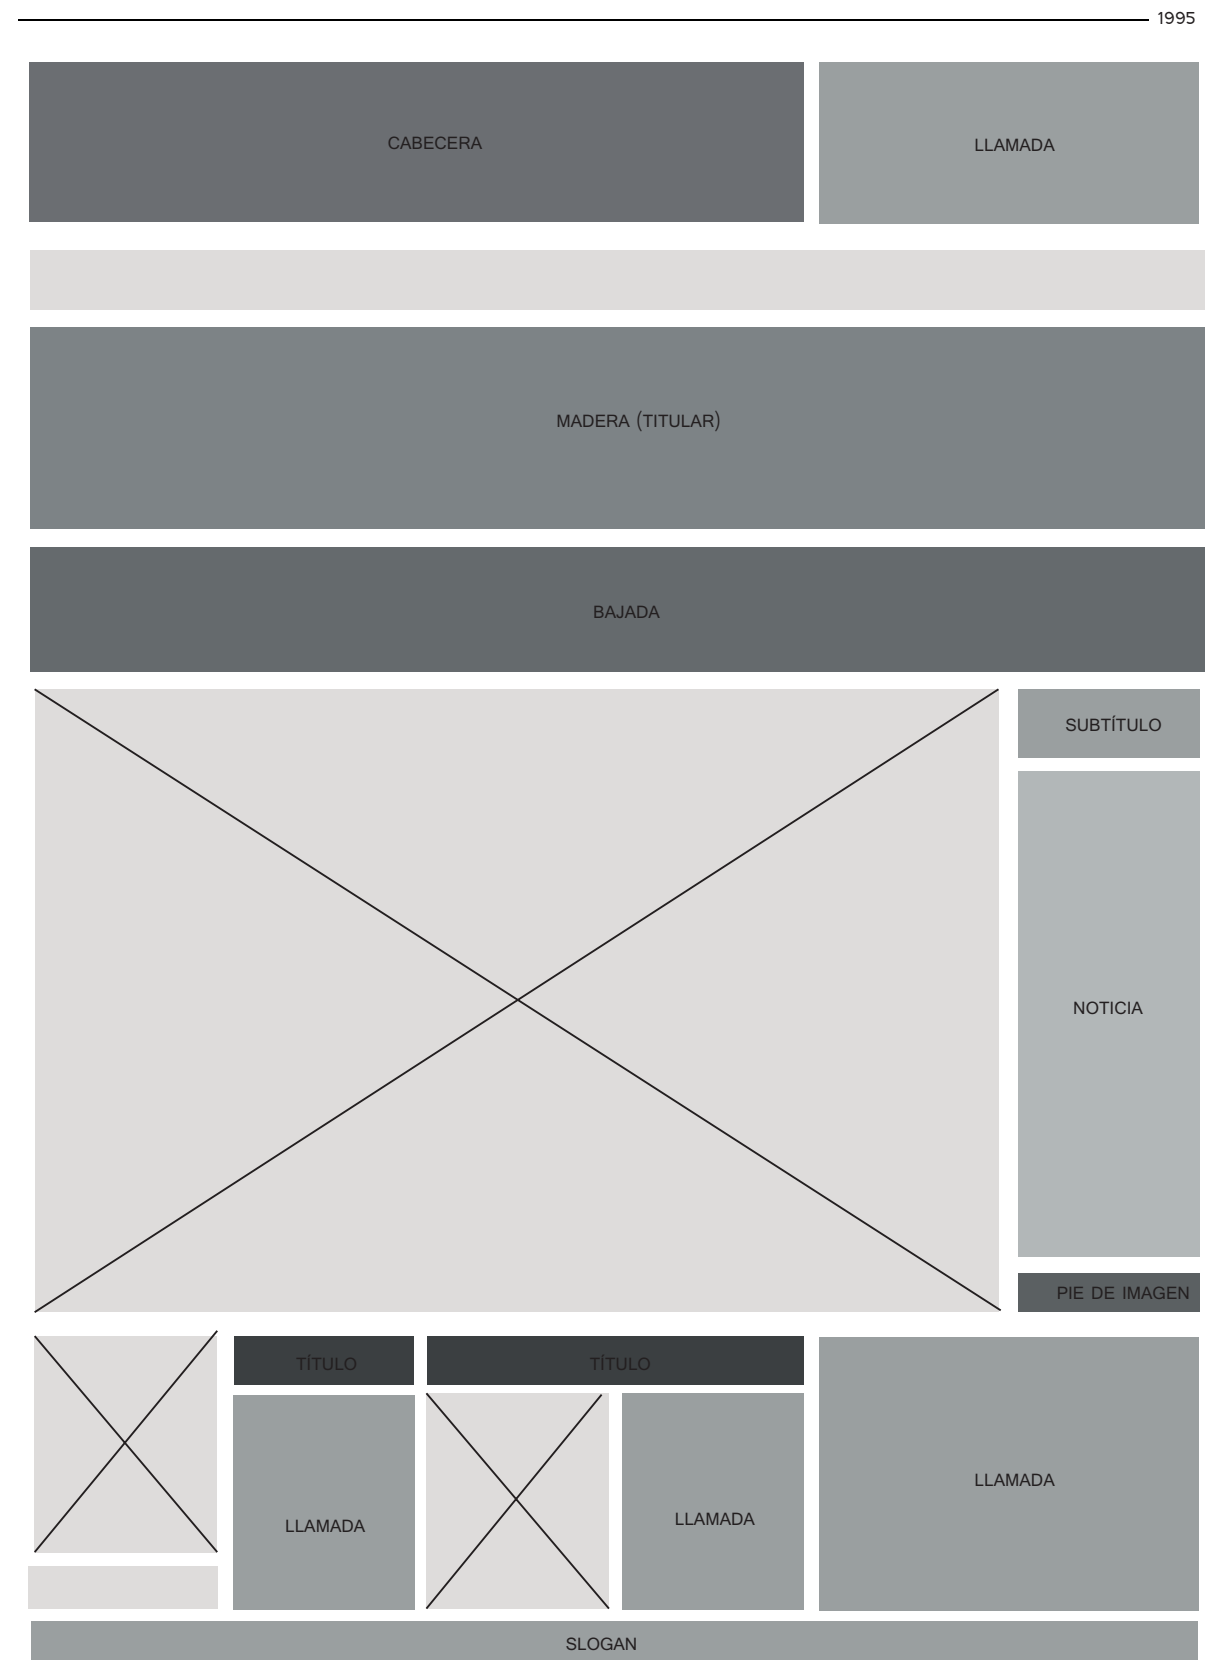 1995
CABECERA
LLAMADA
MADERA (TITULAR)
BAJADA
SUBTÍTULO
NOTICIA
PIE DE IMAGEN
TÍTULO
TÍTULO
LLAMADA
LLAMADA
LLAMADA
SLOGAN